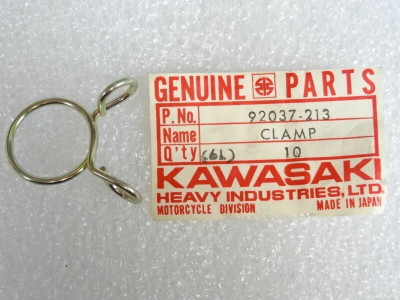 GENUINE PARTS
P. No. 92037-213
Name CLAMP
Q'ty (6L) 10
KAWASAKI
HEAVY INDUSTRIES, LTD.
MOTORCYCLE DIVISION MADE IN JAPAN